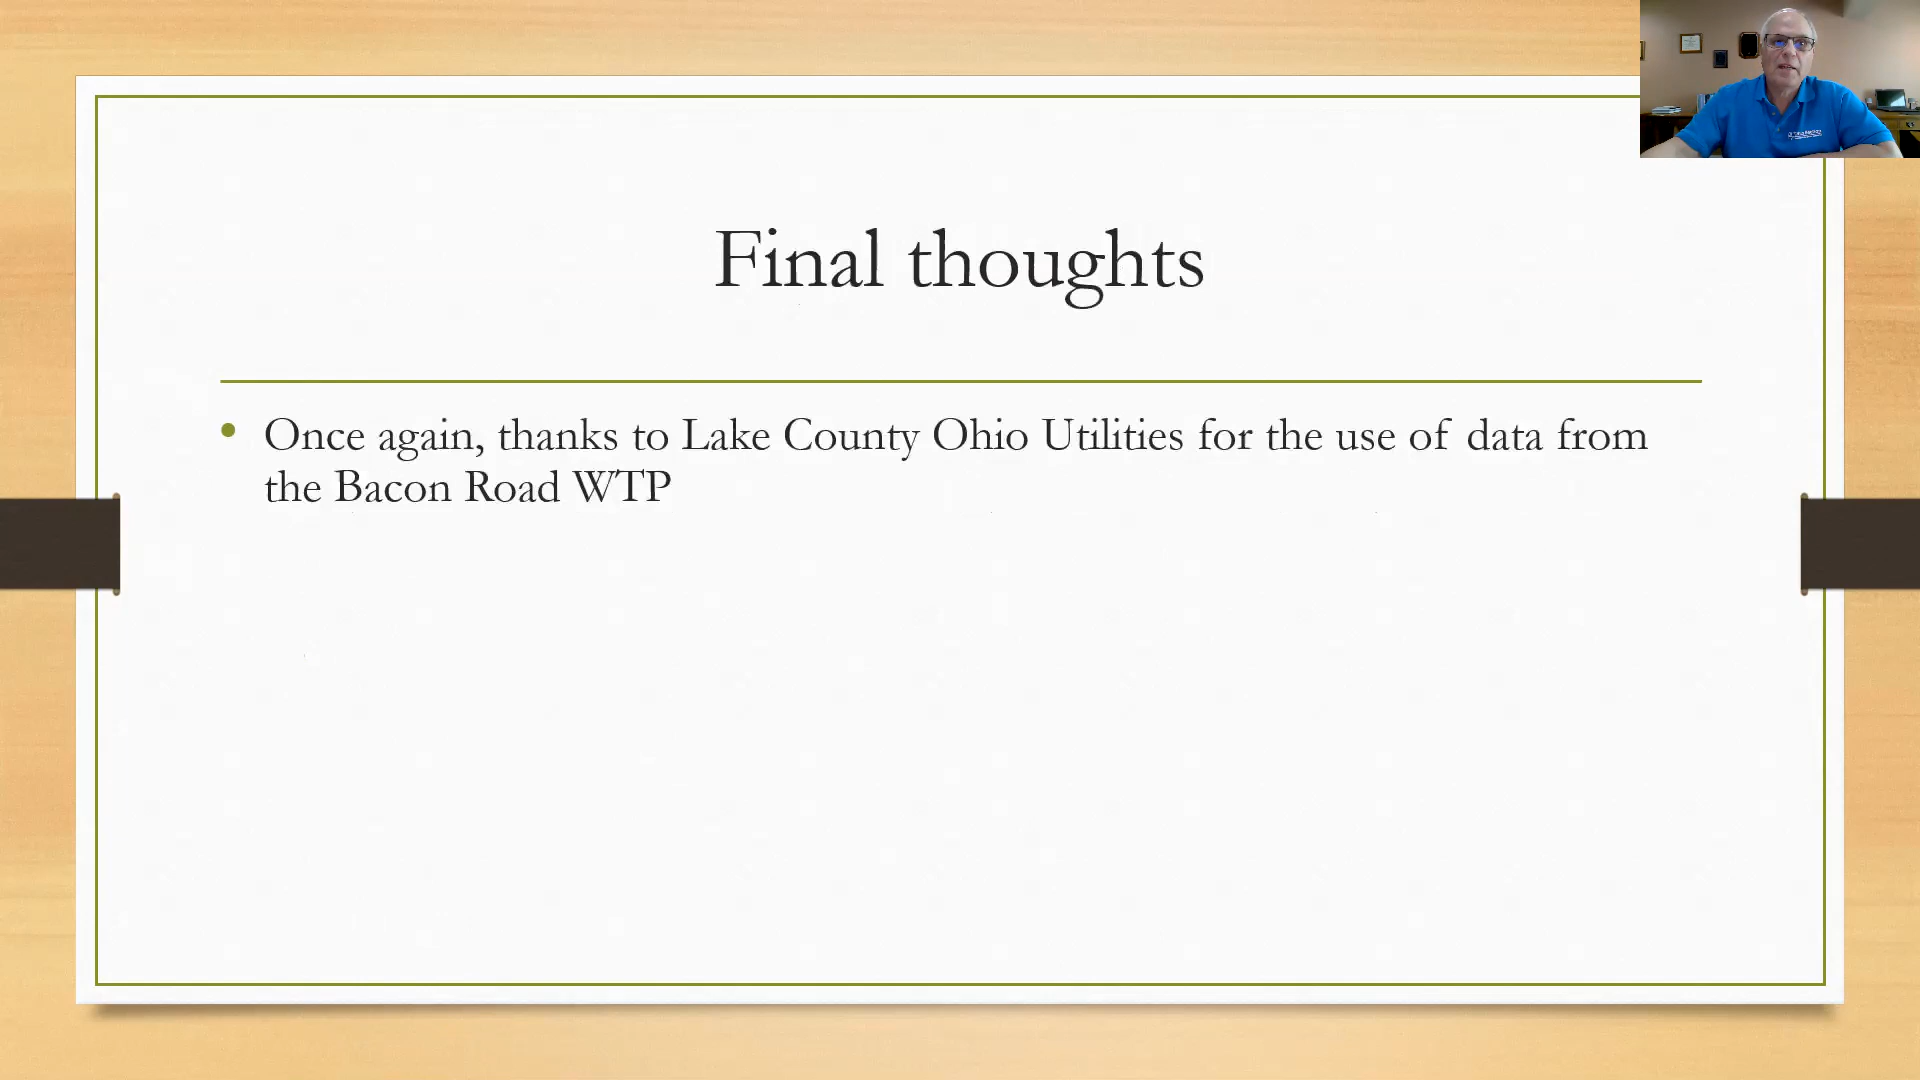 Final thoughts
• Once again, thanks to Lake County Ohio Utilities for the use of data from
the Bacon Road WTP